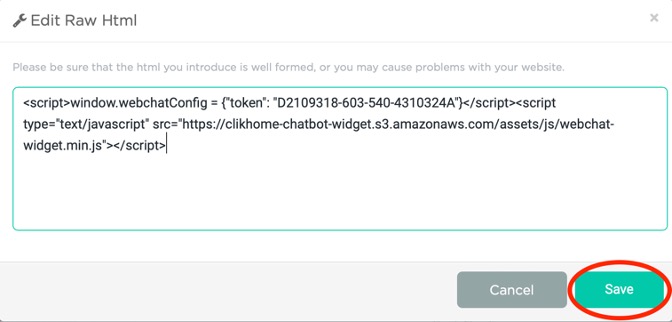 Edit Raw Html
×
Please be sure that the html you introduce is well formed, or you may cause problems with your website.
<script>window.webchatConfig = {"token": "D2109318-603-540-4310324A"}</script><script
type="text/javascript" src="https://clikhome-chatbot-widget.s3.amazonaws.com/assets/js/webchat-
widget.min.js"></script>
Cancel
Save